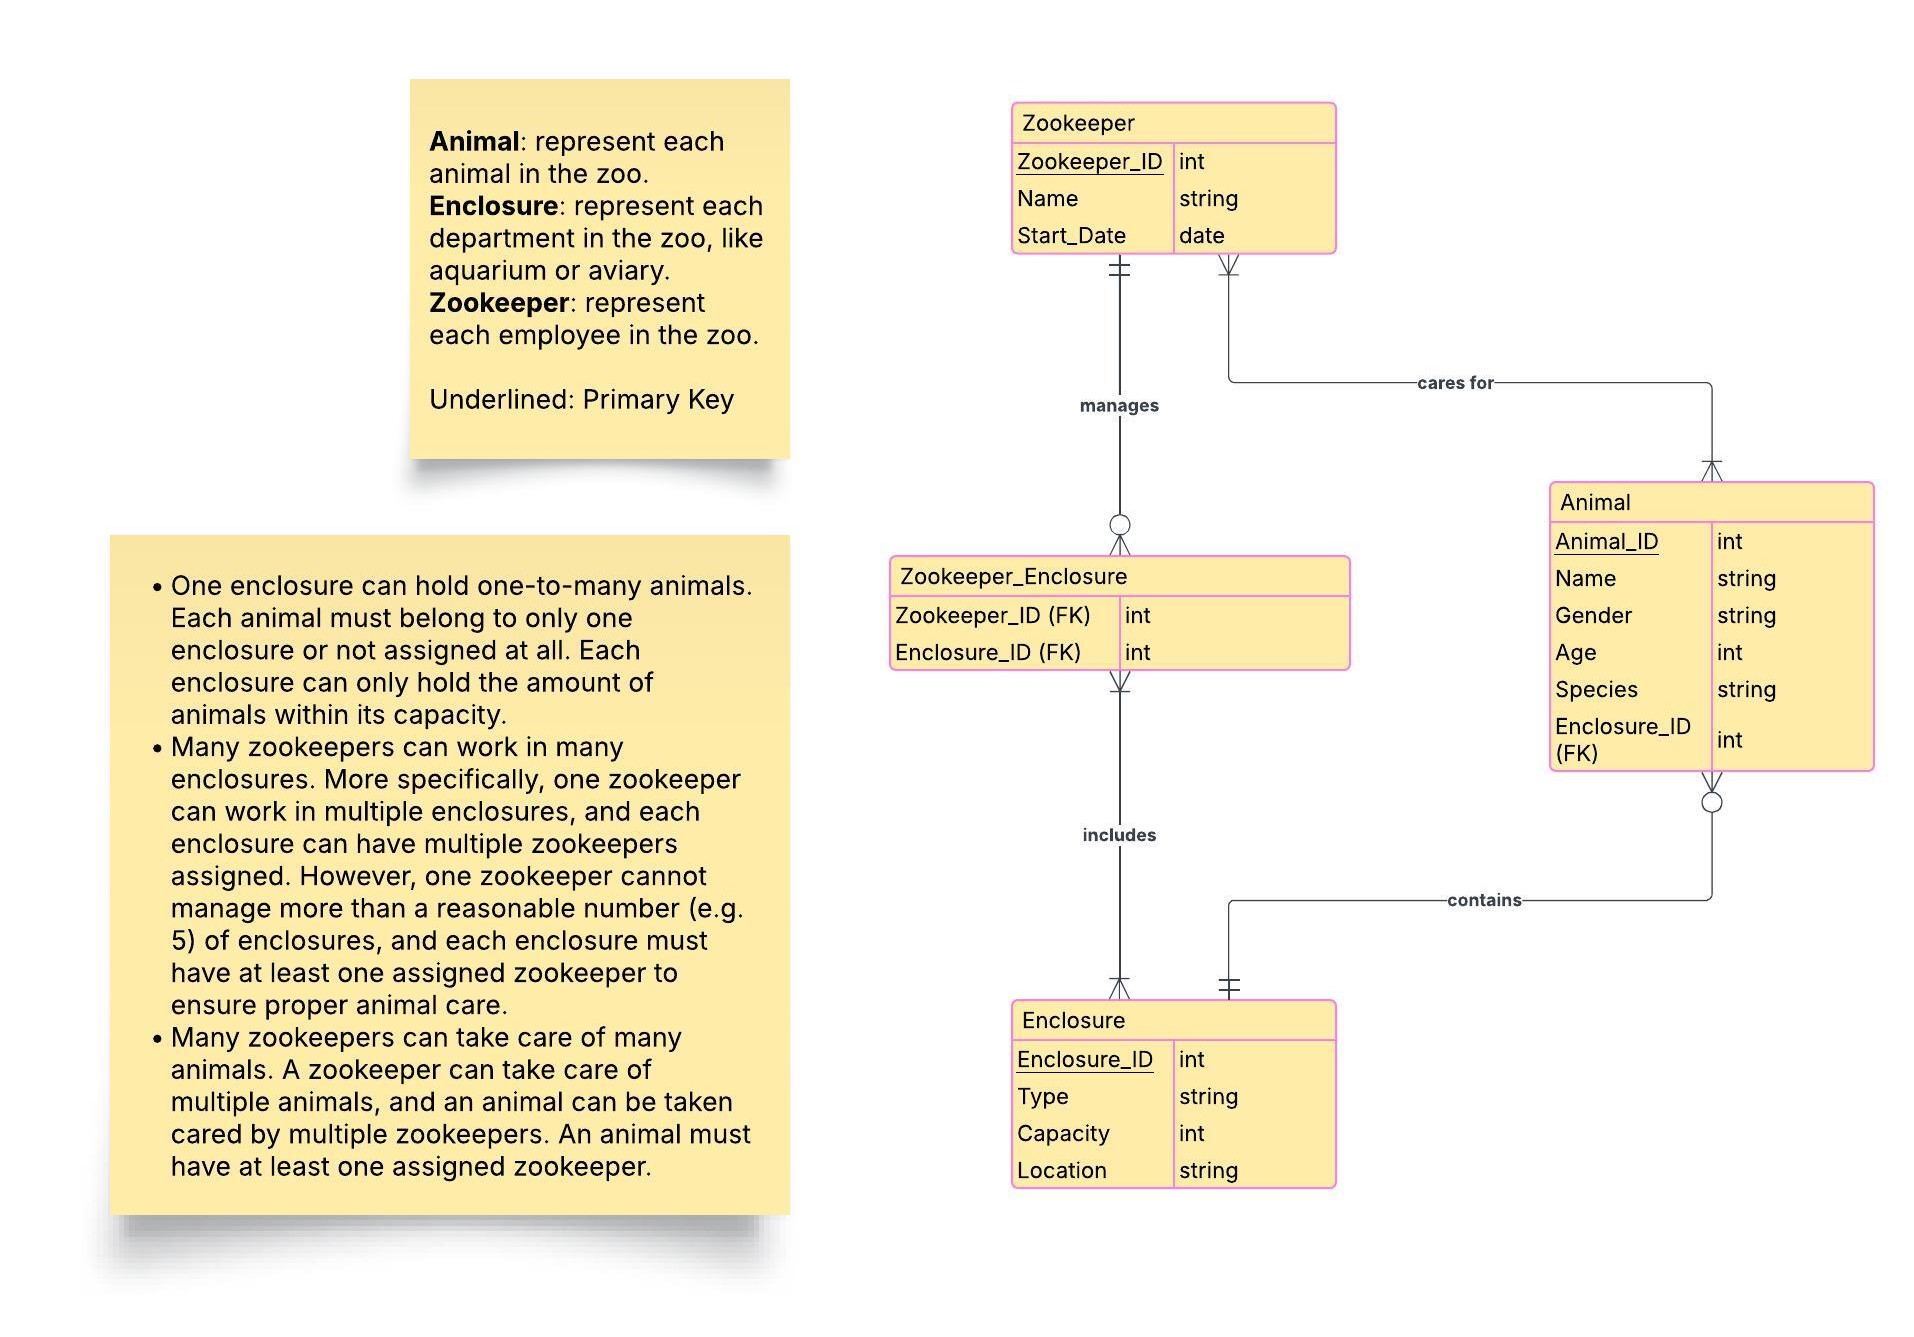 Animal: represent each
animal in the zoo.
Enclosure: represent each
department in the zoo, like
aquarium or aviary.
Zookeeper: represent
each employee in the zoo.
Underlined: Primary Key
• One enclosure can hold one-to-many animals.
Each animal must belong to only one
enclosure or not assigned at all. Each
enclosure can only hold the amount of
animals within its capacity.
• Many zookeepers can work in many
enclosures. More specifically, one zookeeper
can work in multiple enclosures, and each
enclosure can have multiple zookeepers
assigned. However, one zookeeper cannot
manage more than a reasonable number (e.g.
5) of enclosures, and each enclosure must
have at least one assigned zookeeper to
ensure proper animal care.
• Many zookeepers can take care of many
animals. A zookeeper can take care of
multiple animals, and an animal can be taken
cared by multiple zookeepers. An animal must
have at least one assigned zookeeper.
Zookeeper
Zookeeper_ID int
Name string
Start_Date date
manages
cares for
Zookeeper_Enclosure
Zookeeper_ID (FK) int
Enclosure_ID (FK) int
Animal
Animal_ID int
Name string
Gender string
Age int
Species string
Enclosure_ID
(FK) int
includes
contains
Enclosure
Enclosure_ID int
Type string
Capacity int
Location string